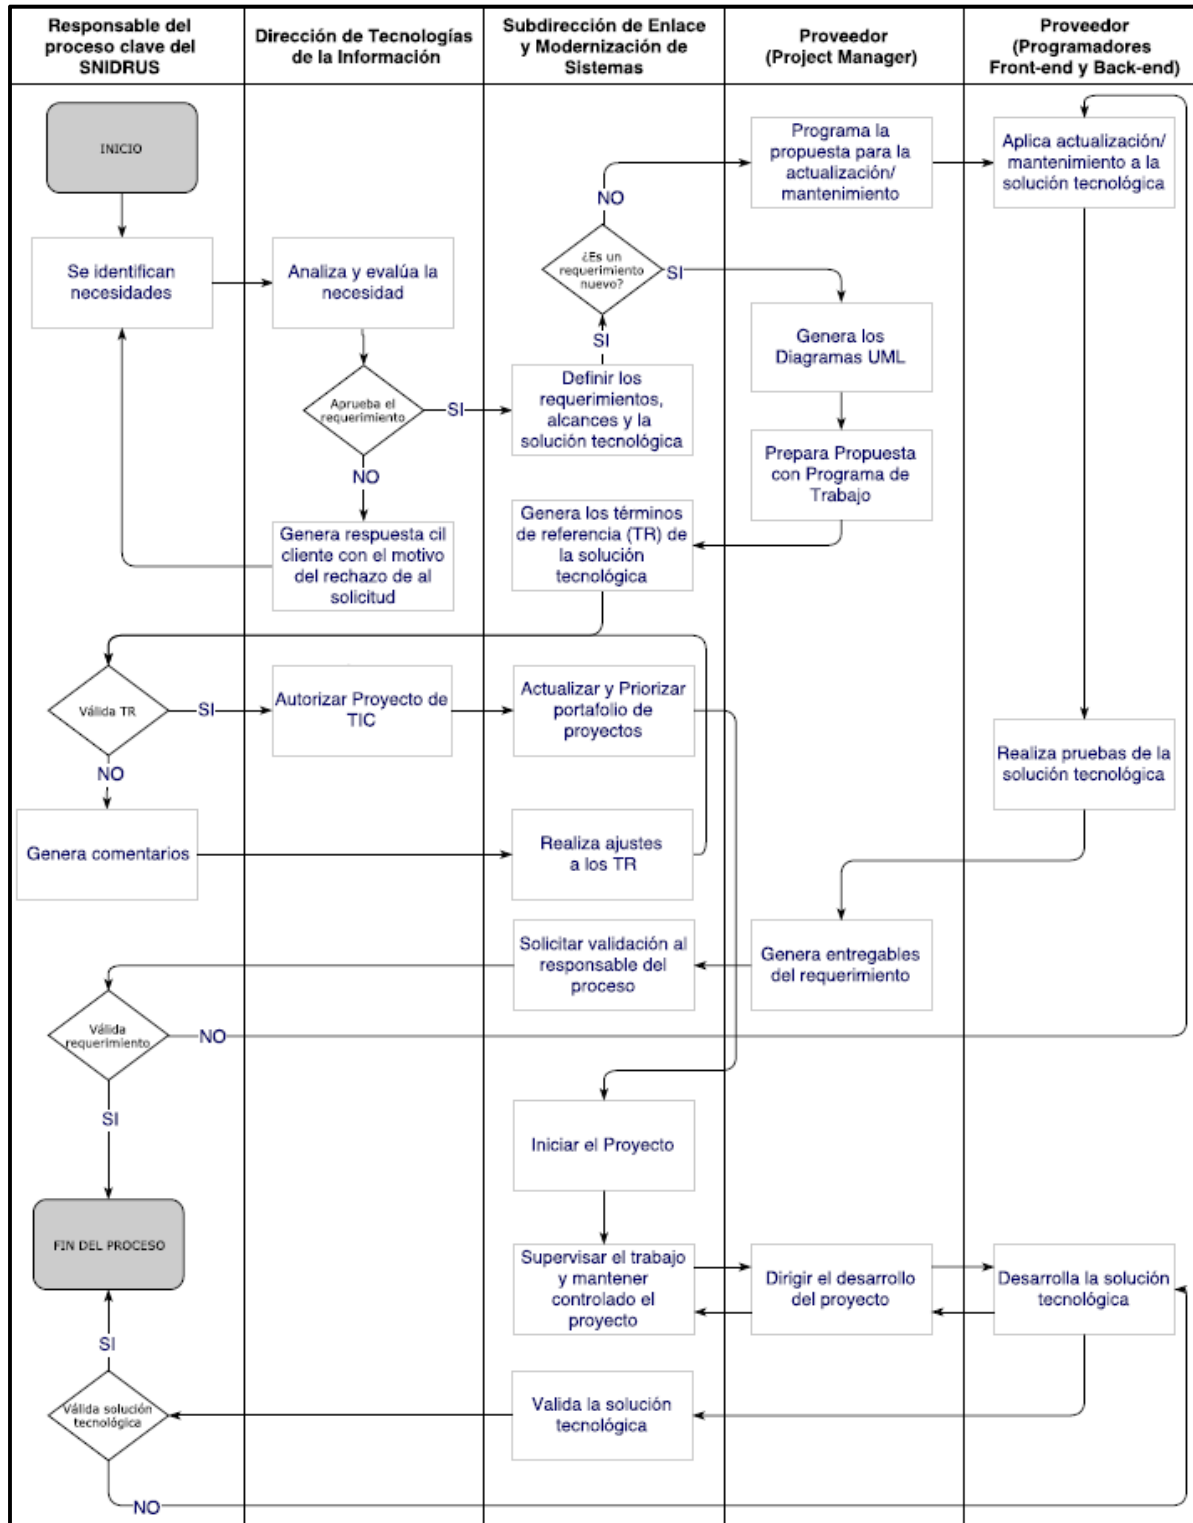 Responsable del
proceso clave del
SNIDRUS
Dirección de Tecnologías
de la Información
Subdirección de Enlace
y Modernización de
Sistemas
Proveedor
(Project Manager)
Proveedor
(Programadores
Front-end y Back-end)
INICIO
Programa la
propuesta para la
actualización/
mantenimiento
Aplica actualización/
mantenimiento a la
solución tecnológica
NO
Se identifican
necesidades
Analiza y evalúa la
necesidad
¿Es un
requerimiento
nuevo?
SI
Genera los
Diagramas UML
SI
Aprueba el
requerimiento
SI
Definir los
requerimientos,
alcances y la
solución tecnológica
Prepara Propuesta
con Programa de
Trabajo
NO
Genera respuesta cil
cliente con el motivo
del rechazo de al
solicitud
Genera los términos
de referencia (TR) de
la solución
tecnológica
Válida TR
SI
Autorizar Proyecto de
TIC
Actualizar y Priorizar
portafolio de
proyectos
Realiza pruebas de la
solución tecnológica
NO
Genera comentarios
Realiza ajustes
a los TR
Solicitar validación al
responsable del
proceso
Genera entregables
del requerimiento
Válida
requerimiento
NO
SI
Iniciar el Proyecto
FIN DEL PROCESO
Supervisar el trabajo
y mantener
controlado el
proyecto
Dirigir el desarrollo
del proyecto
Desarrolla la solución
tecnológica
SI
Válida solución
tecnológica
Valida la solución
tecnológica
NO